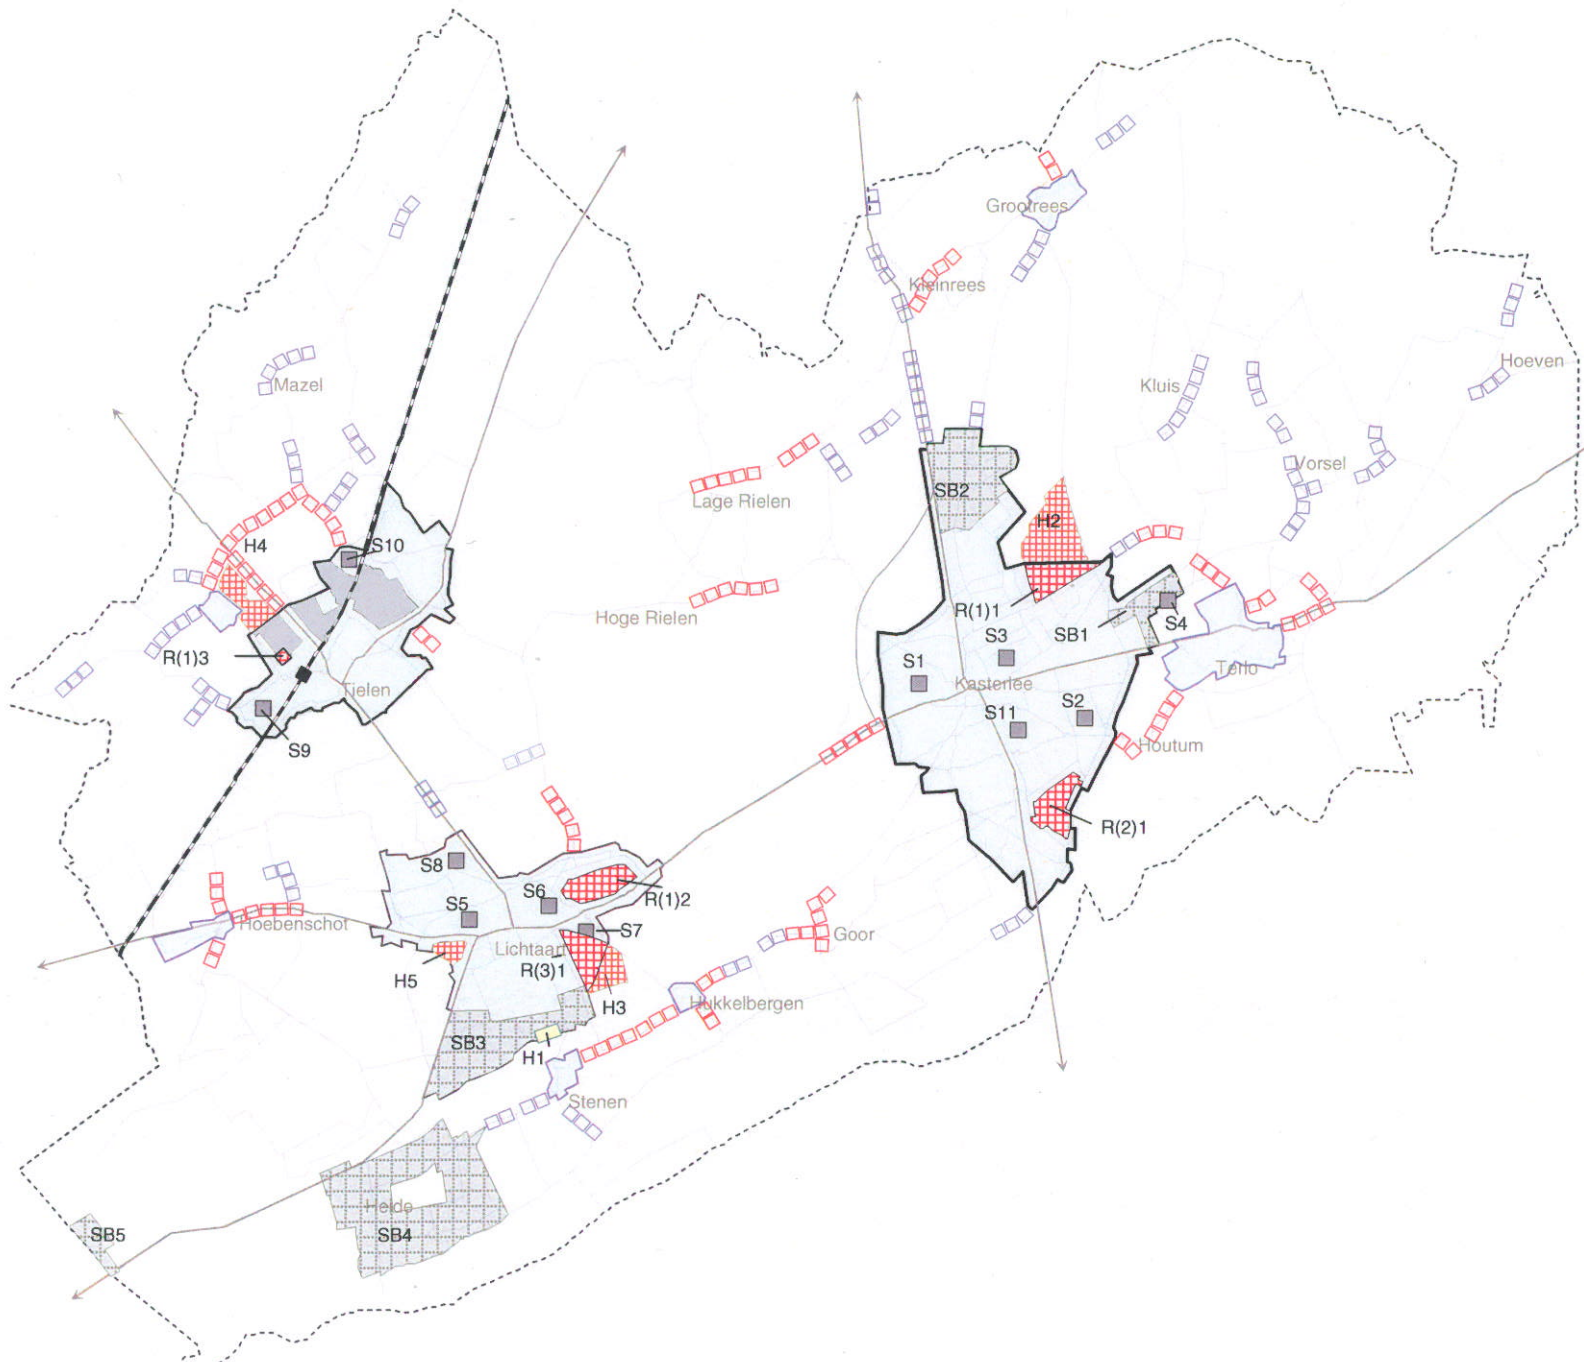 Grootrees
Kleinrees
Mazel
Kluis
Hoeven
Vorsel
Lage Rielen
SB2
H2
H4
S10
Hoge Rielen
R(1)1
S3
SB1
S4
R(1)3
S1
Kasterlee
Terlo
Tielen
S11
S2
S9
Houtum
R(2)1
S8
S6
R(1)2
S5
S7
Hoebenschot
Lichtaart
Goor
R(3)1
H5
H3
Hukkelbergen
SB3
H1
Stenen
Heide
SB5
SB4